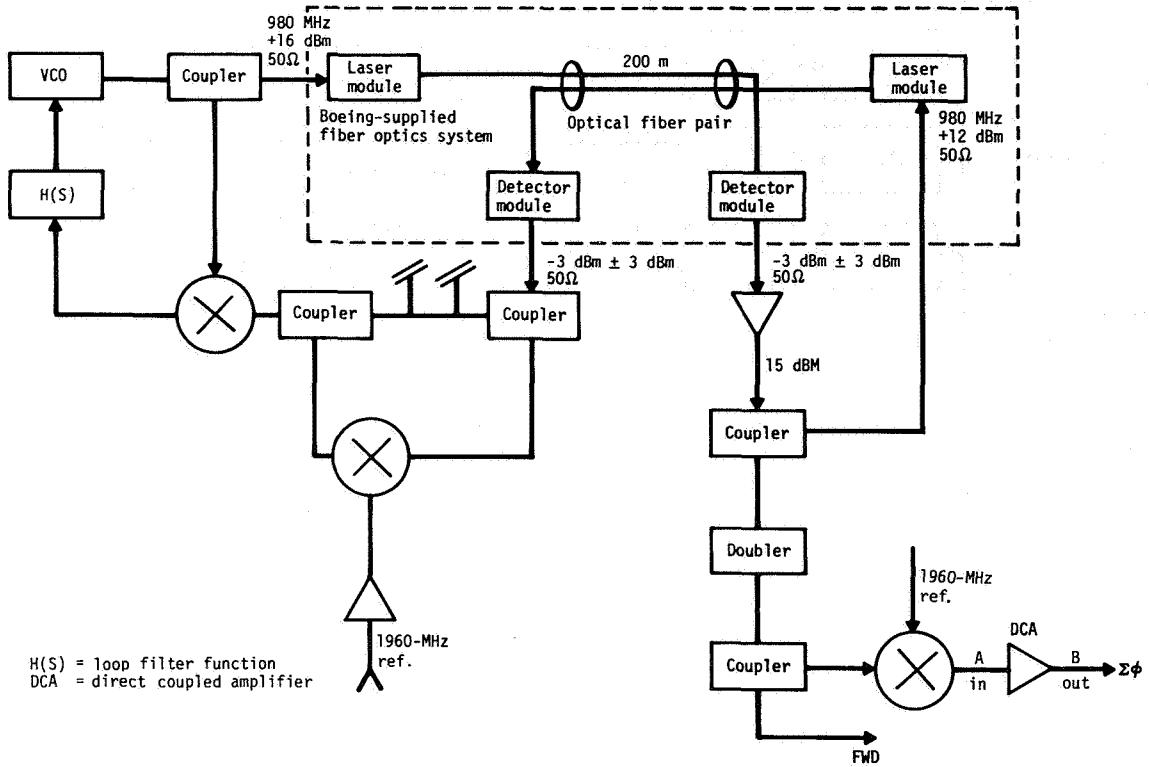 980 MHz
+16 dBm
50Ω
VCO
Coupler
Laser
module
200 m
Laser
module
Boeing-supplied
fiber optics system
Optical fiber pair
980 MHz
+12 dBm
50Ω
H(S)
Detector
module
Detector
module
-3 dBm ± 3 dBm
50Ω
-3 dBm ± 3 dBm
50Ω
Coupler
Coupler
15 dBM
Coupler
Doubler
1960-MHz
ref.
1960-MHz
ref.
Coupler
DCA
A
in
B
out
Σϕ
H(S) = loop filter function
DCA = direct coupled amplifier
FWD